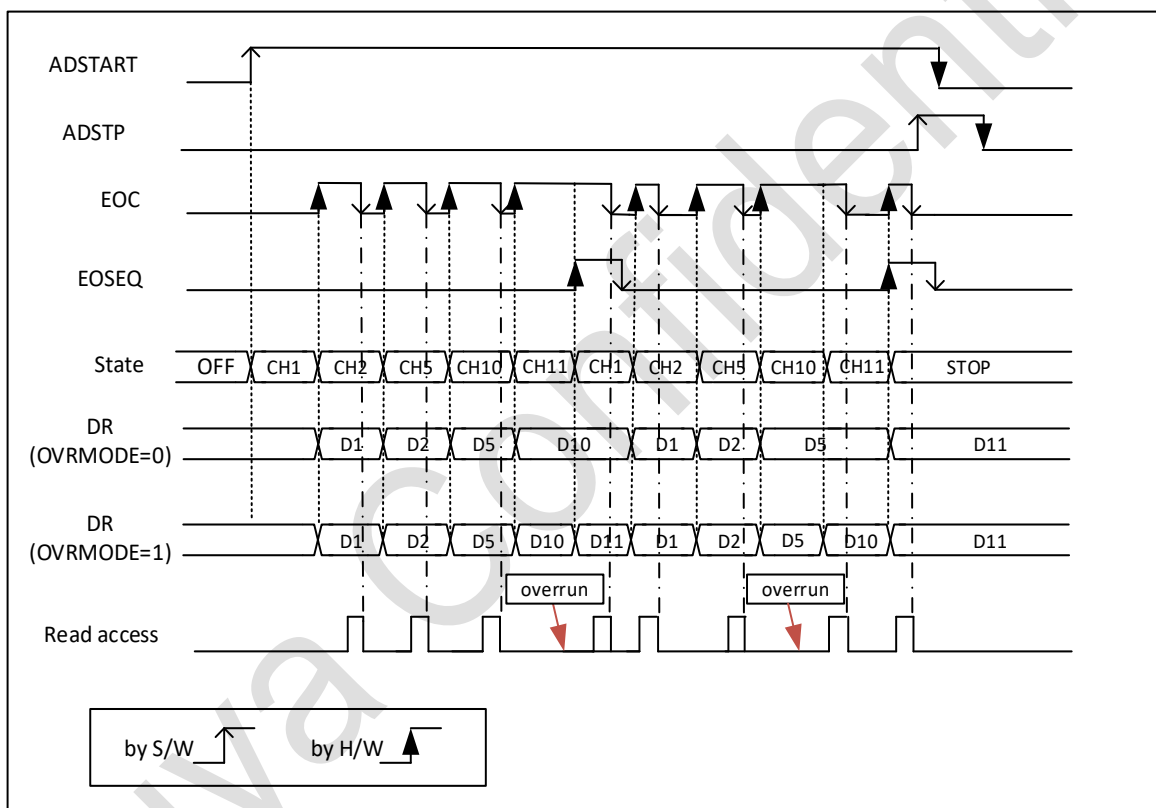 ADSTART
ADSTP
EOC
EOSEQ
State OFF CH1 CH2 CH5 CH10 CH11 CH1 CH2 CH5 CH10 CH11 STOP
DR
(OVRMODE=0) D1 D2 D5 D10 D1 D2 D5 D11
DR
(OVRMODE=1) D1 D2 D5 D10 D11 D1 D2 D5 D10 D11
overrun overrun
Read access
by S/W by H/W